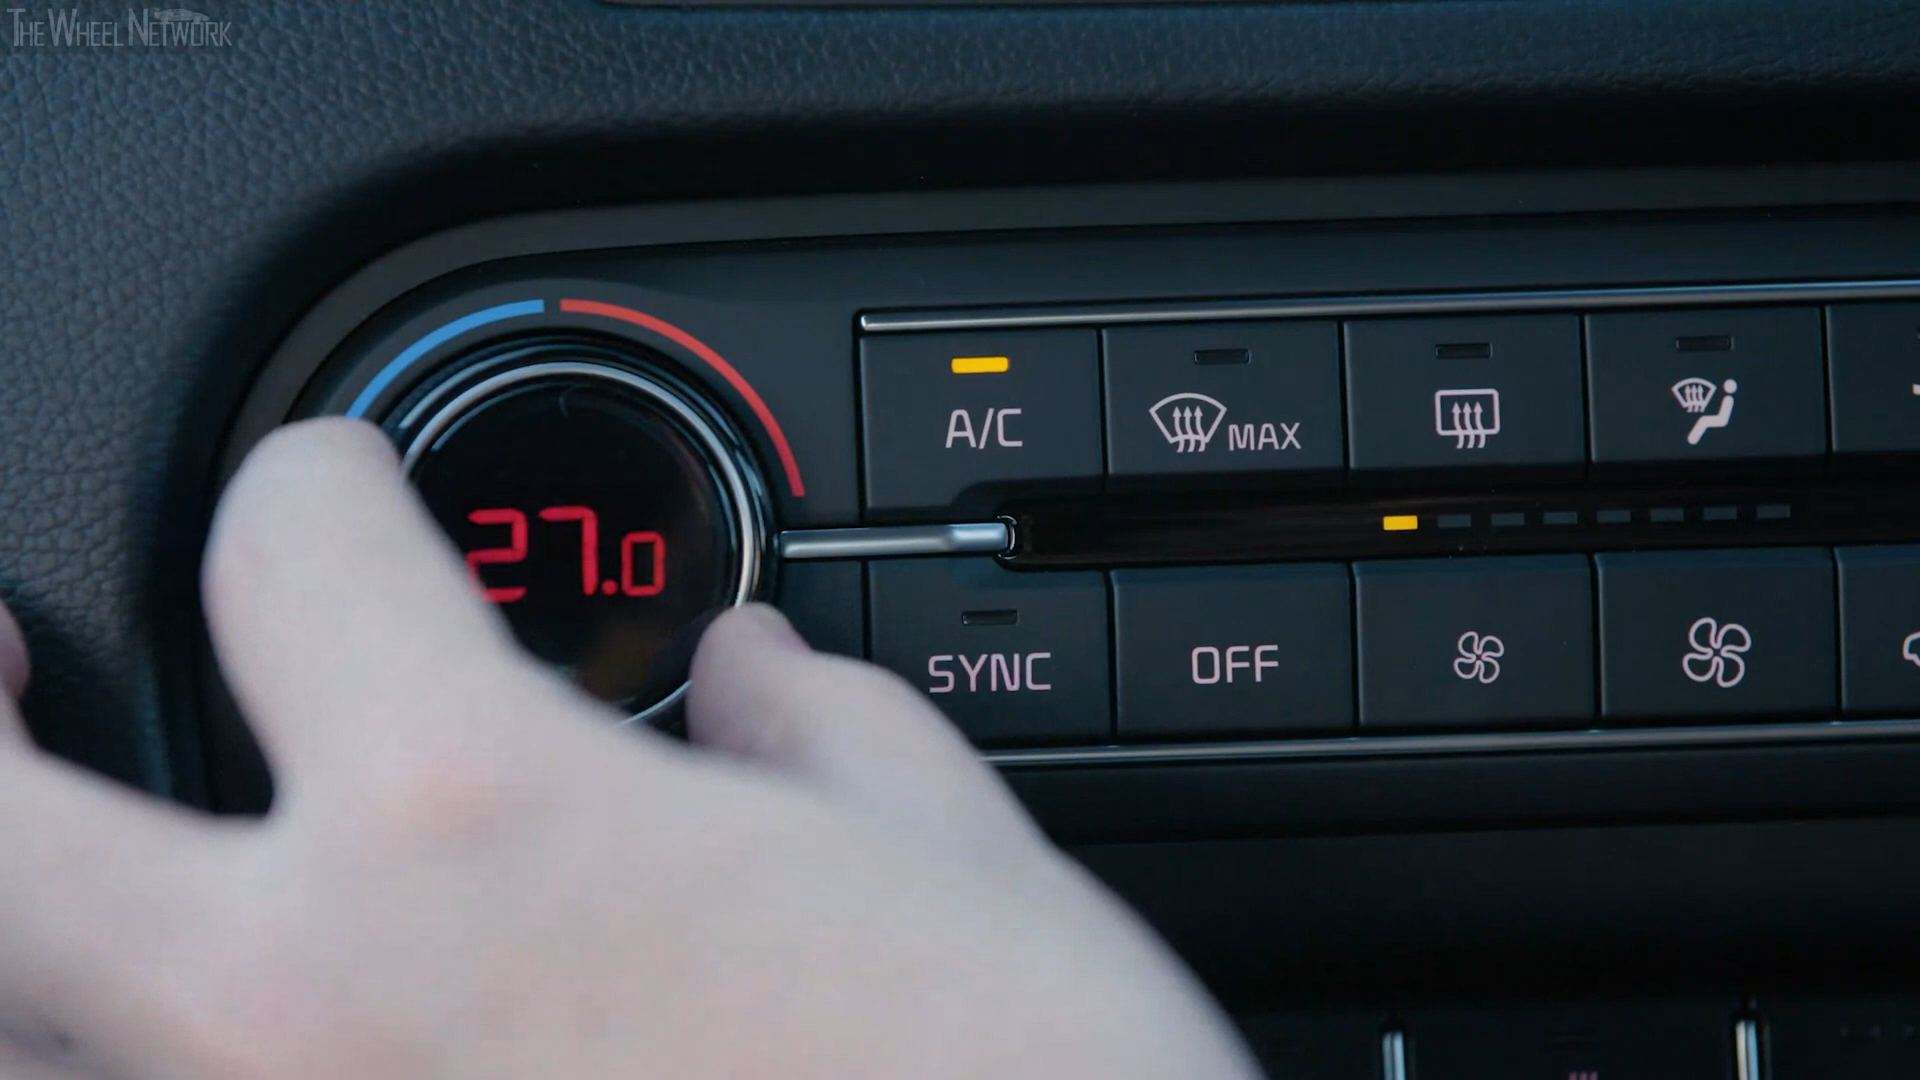 THE WHEEL NETWORK
A/C
MAX
27.0
SYNC
OFF